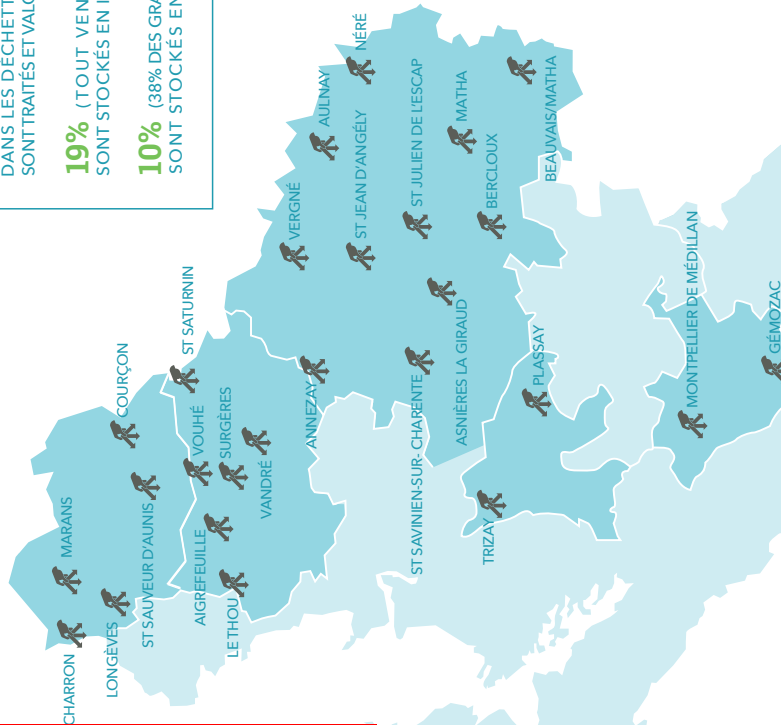 DANS LES DÉCHETT
SONT TRAITÉS ET VALO
19% (TOUT VEN
SONT STOCKÉS EN I
10% (38% DES GRA
SONT STOCKÉS EN
CHARRON
MARANS
LONGÈVES
COURÇON
ST SAUVEUR D'AUNIS
ST SATURNIN
VOUHÉ
AIGREFEUILLE
SURGÈRES
LE THOU
VANDRÉ
VERGNÉ
ANNEZAY
AULNAY
NÉRÉ
ST JEAN D'ANGÉLY
ST JULIEN DE L'ESCAP
ST SAVINIEN-SUR- CHARENTE
MATHA
ASNIÈRES LA GIRAUD
BERCLOUX
TRIZAY
BEAUVAIS/MATHA
PLASSAY
MONTPELLIER DE MÉDILLAN
GÉMOZAC